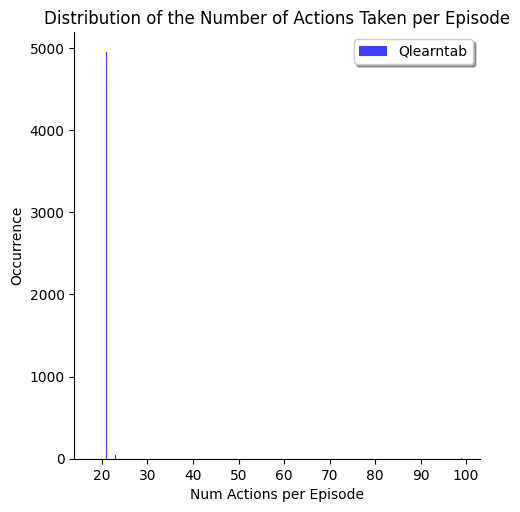 Distribution of the Number of Actions Taken per Episode
Qlearntab
5000
4000
3000
2000
1000
0
Occurrence
20 30 40 50 60 70 80 90 100
Num Actions per Episode